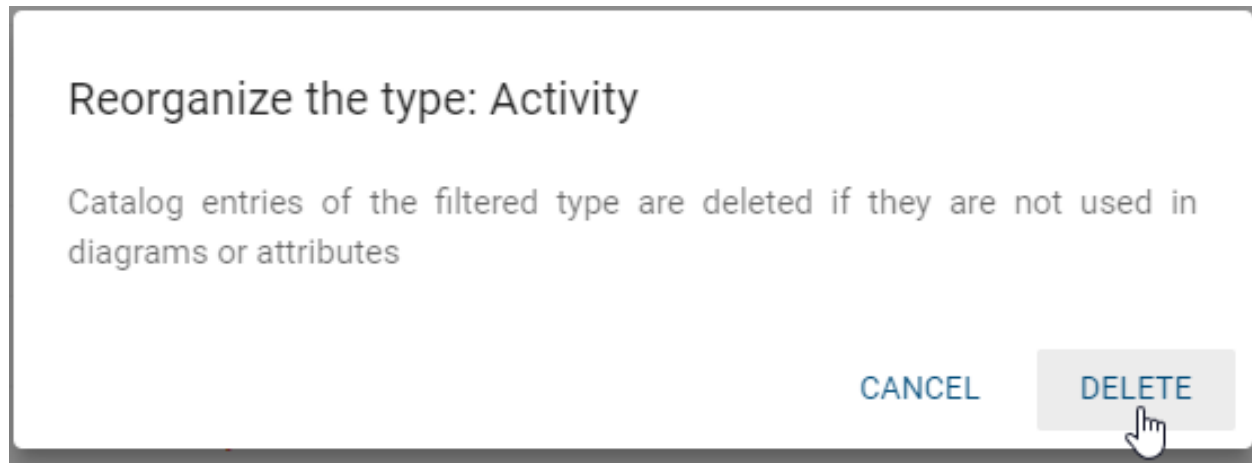 Reorganize the type: Activity
Catalog entries of the filtered type are deleted if they are not used in
diagrams or attributes
CANCEL
DELETE